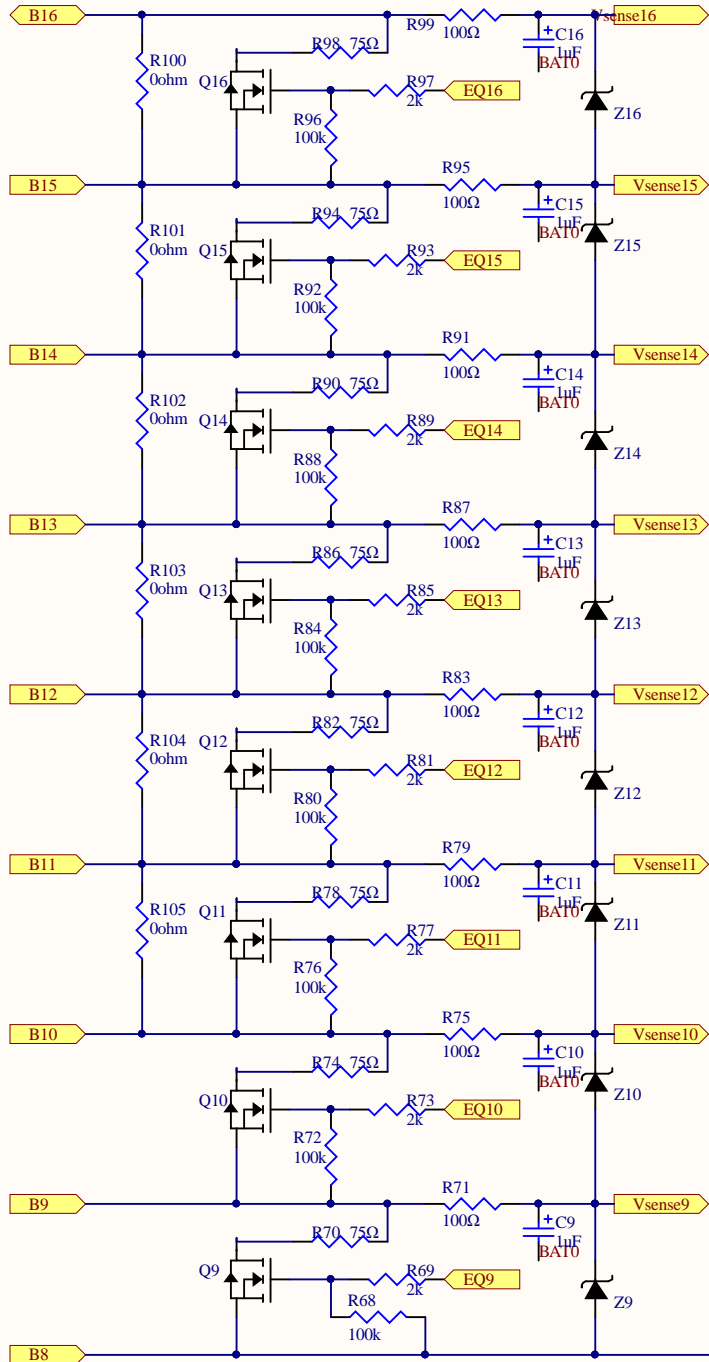 B16
R99
100Ω
Vsense16
R98 75Ω
C16
1uF
BAT0
R100
0ohm
Q16
R97
2k
EQ16
R96
100k
Z16
B15
R95
100Ω
Vsense15
R94 75Ω
C15
1uF
BAT0
R101
0ohm
Q15
R93
2k
EQ15
Z15
R92
100k
B14
R91
100Ω
Vsense14
R90 75Ω
C14
1uF
BAT0
R102
0ohm
Q14
R89
2k
EQ14
Z14
R88
100k
B13
R87
100Ω
Vsense13
R86 75Ω
C13
1uF
BAT0
R103
0ohm
Q13
R85
2k
EQ13
Z13
R84
100k
B12
R83
100Ω
Vsense12
R82 75Ω
C12
1uF
BAT0
R104
0ohm
Q12
R81
2k
EQ12
Z12
R80
100k
B11
R79
100Ω
Vsense11
R78 75Ω
C11
1uF
BAT0
R105
0ohm
Q11
R77
2k
EQ11
Z11
R76
100k
B10
R75
100Ω
Vsense10
R74 75Ω
C10
1uF
BAT0
Q10
R73
2k
EQ10
Z10
R72
100k
B9
R71
100Ω
Vsense9
R70 75Ω
C9
1uF
BAT0
Q9
R69
2k
EQ9
Z9
R68
100k
B8